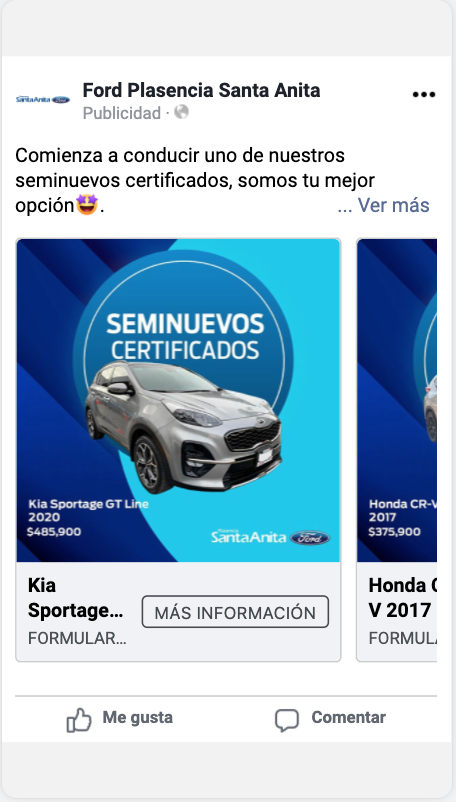 Ford Plasencia Santa Anita
Publicidad ·
Comienza a conducir uno de nuestros
seminuevos certificados, somos tu mejor
opción🤩.
... Ver más
SEMINUEVOS
CERTIFICADOS
Kia Sportage GT Line
2020
$485,900
Plasencia
SantaAnita
Ford
Honda CR-V
2017
$375,900
Kia
Sportage...
FORMULAR...
MÁS INFORMACIÓN
Honda C
V 2017
FORMULA
Me gusta
Comentar